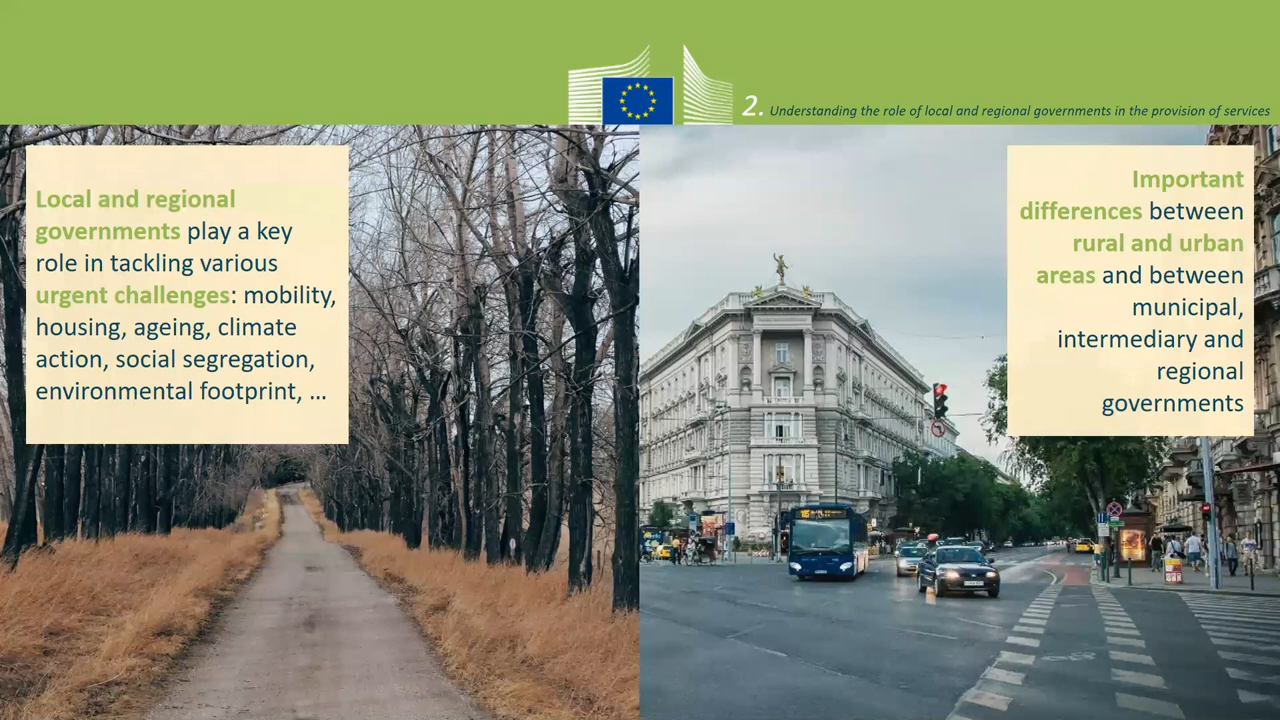 2. Understanding the role of local and regional governments in the provision of services
Local and regional
governments play a key
role in tackling various
urgent challenges: mobility,
housing, ageing, climate
action, social segregation,
environmental footprint, ...
Important
differences between
rural and urban
areas and between
municipal,
intermediary and
regional
governments